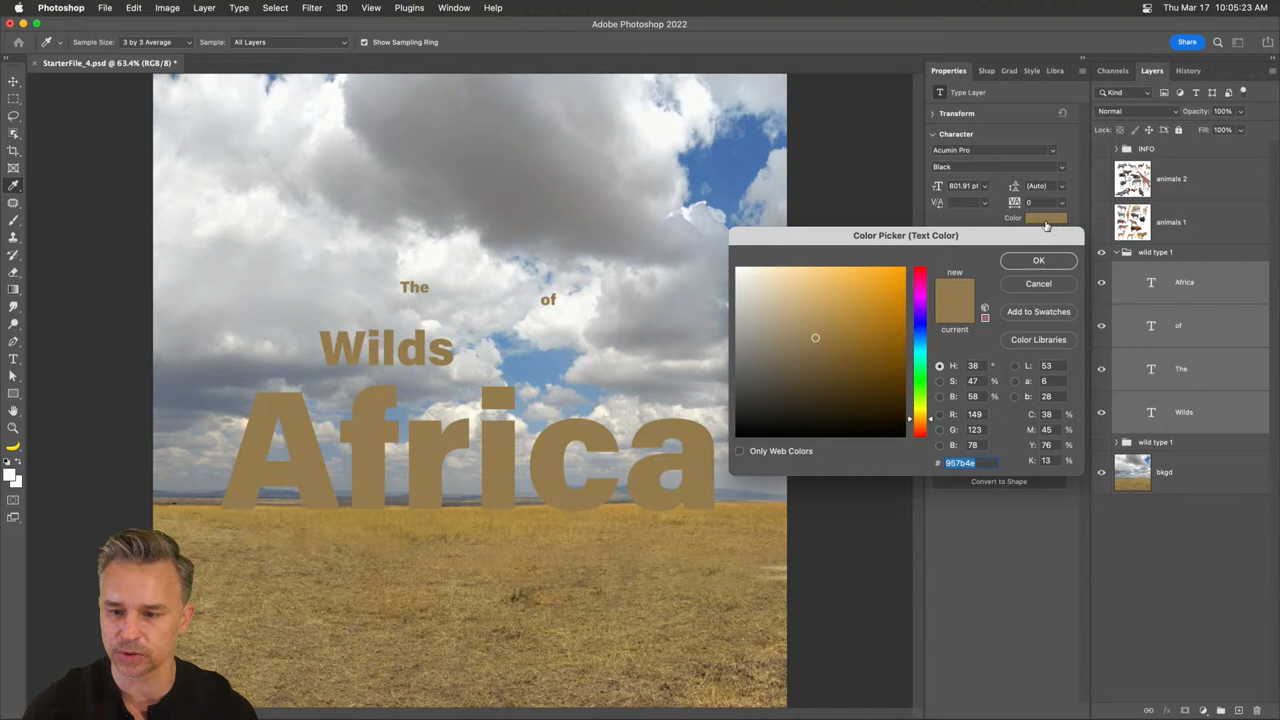 Photoshop File Edit Image Layer Type Select Filter 3D View Plugins Window Help Thu Mar 17 10:05:23 AM
Adobe Photoshop 2022
Sample Size: 3 by 3 Average Sample: All Layers Show Sampling Ring Share
StarterFile_4.psd @ 63.4% (RGB/8) *
Properties Shap Grad Style Libra
Channels Layers History
T Type Layer
Kind
Transform
Normal Opacity: 100%
Character
Lock: Fill: 100%
Acumin Pro
INFO
Black
801.91 pt (Auto)
animals 2
0
Color
animals 1
Color Picker (Text Color)
wild type 1
new
current
OK
Cancel
Add to Swatches
Color Libraries
H: 38 ° L: 53
S: 47 % a: 6
B: 58 % b: 28
R: 149 C: 38 %
G: 123 M: 45 %
B: 78 Y: 76 %
# 957b4e K: 13 %
Only Web Colors
Convert to Shape
T Africa
T of
T The
T Wilds
wild type 1
bkgd
The
of
Wilds
Africa